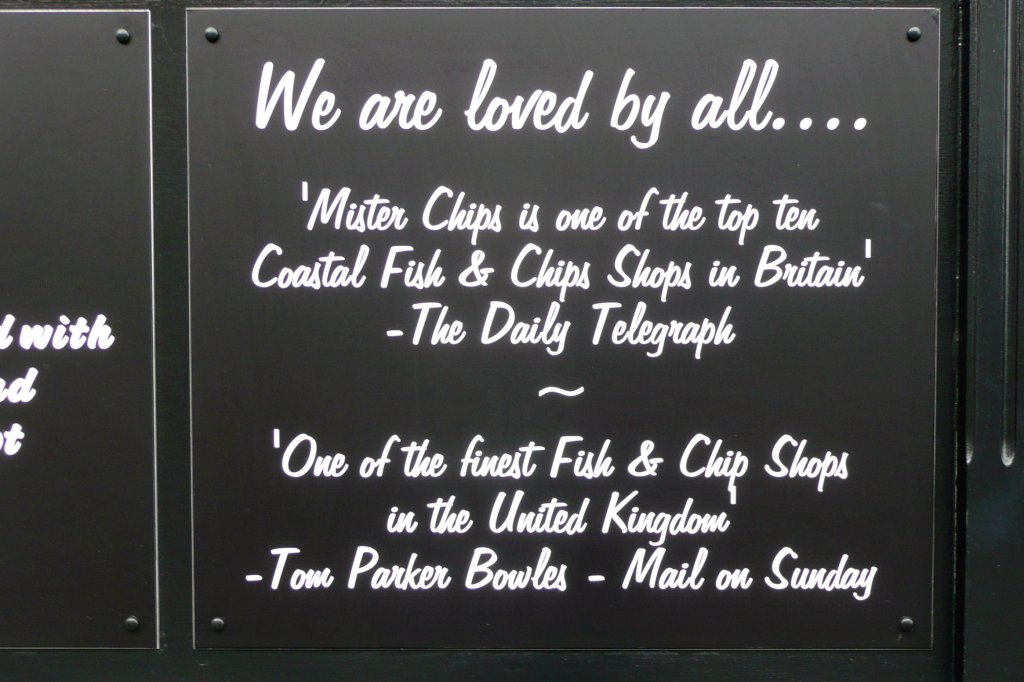 We are loved by all....
'Mister Chips is one of the top ten
Coastal Fish & Chips Shops in Britain'
-The Daily Telegraph
~
'One of the finest Fish & Chip Shops
in the United Kingdom'
-Tom Parker Bowles - Mail on Sunday
with